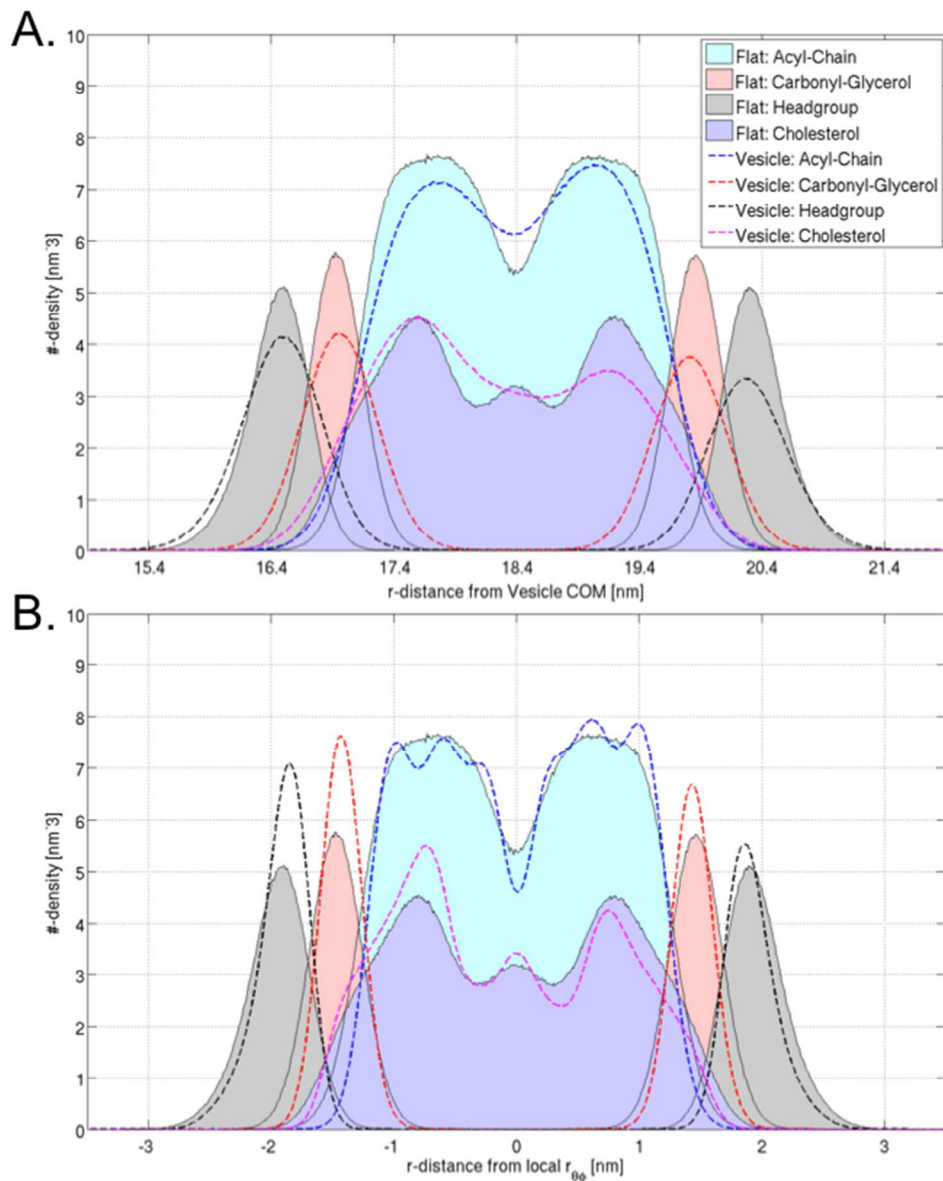 A.
10
9
8
7
6
5
4
3
2
1
0
#-density [nm^-3]
Flat: Acyl-Chain
Flat: Carbonyl-Glycerol
Flat: Headgroup
Flat: Cholesterol
Vesicle: Acyl-Chain
Vesicle: Carbonyl-Glycerol
Vesicle: Headgroup
Vesicle: Cholesterol
15.4 16.4 17.4 18.4 19.4 20.4 21.4
r-distance from Vesicle COM [nm]
B.
10
9
8
7
6
5
4
3
2
1
0
#-density [nm^-3]
-3 -2 -1 0 1 2 3
r-distance from local r_θϕ [nm]